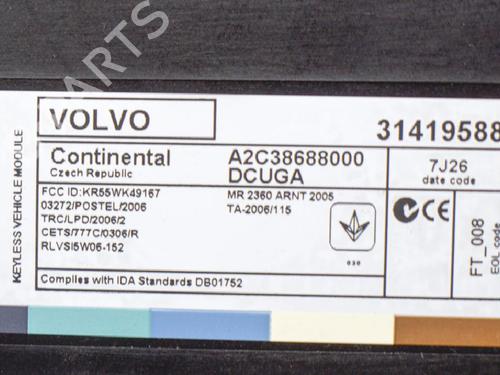 KEYLESS VEHICLE MODULE
VOLVO
31419588
Continental
Czech Republic
A2C38688000
DCUGA
7J26
date code
FCC ID:KR55WK49167
03272/POSTEL/2006
TRC/LPD/2006/2
CETS/777C/0306/R
RLVSI5W06-152
MR 2360 ARNT 2005
TA-2006/115
CE
FT_008
EOL code
Complies with IDA Standards DB01752
PARTS